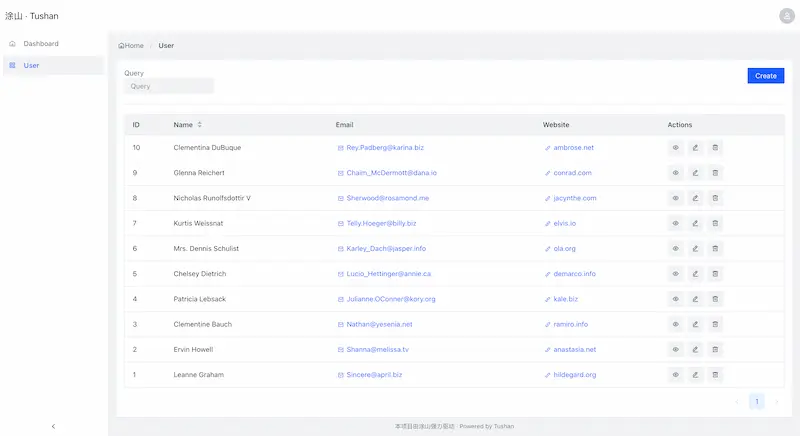 涂山 · Tushan
Dashboard
User
Home / User
Query
Query
Create
ID Name Email Website Actions
10 Clementina DuBuque Rey.Padberg@karina.biz ambrose.net
9 Glenna Reichert Chaim_McDermott@dana.io conrad.com
8 Nicholas Runolfsdottir V Sherwood@rosamond.me jacynthe.com
7 Kurtis Weissnat Telly.Hoeger@billy.biz elvis.io
6 Mrs. Dennis Schulist Karley_Dach@jasper.info ola.org
5 Chelsey Dietrich Lucio_Hettinger@annie.ca demarco.info
4 Patricia Lebsack Julianne.OConner@kory.org kale.biz
3 Clementine Bauch Nathan@yesenia.net ramiro.info
2 Ervin Howell Shanna@melissa.tv anastasia.net
1 Leanne Graham Sincere@april.biz hildegard.org
1
本项目由涂山强力驱动 · Powered by Tushan